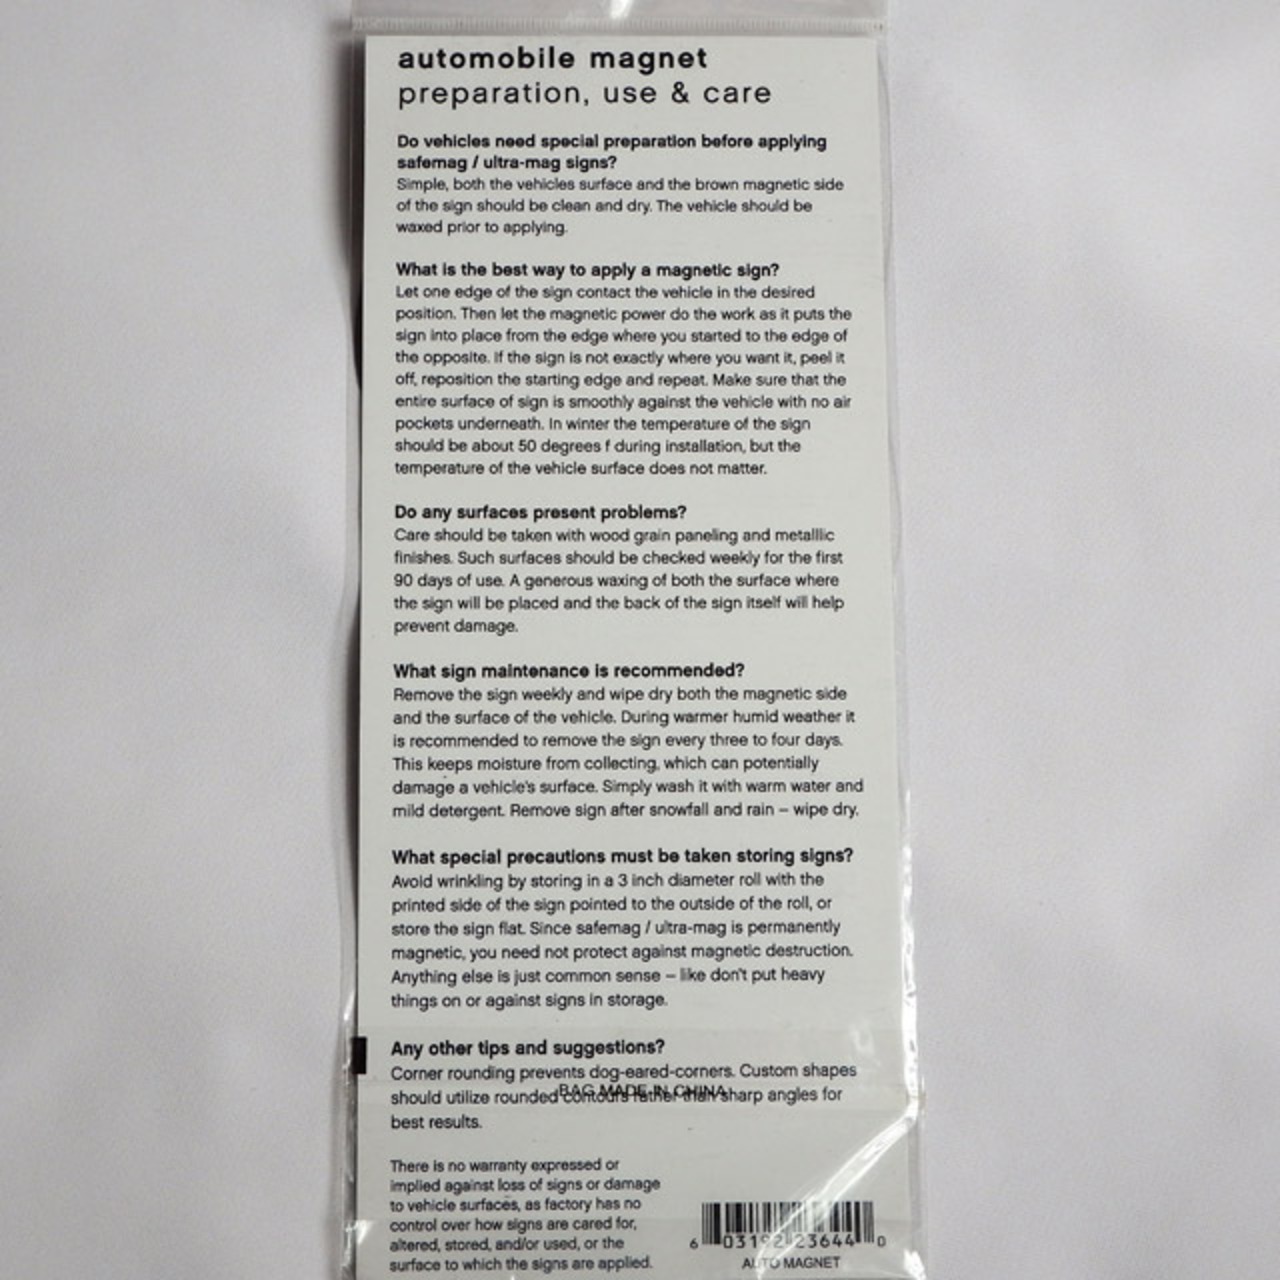 automobile magnet
preparation, use & care
Do vehicles need special preparation before applying
safemag / ultra-mag signs?
Simple, both the vehicles surface and the brown magnetic side
of the sign should be clean and dry. The vehicle should be
waxed prior to applying.
What is the best way to apply a magnetic sign?
Let one edge of the sign contact the vehicle in the desired
position. Then let the magnetic power do the work as it puts the
sign into place from the edge where you started to the edge of
the opposite. If the sign is not exactly where you want it, peel it
off, reposition the starting edge and repeat. Make sure that the
entire surface of sign is smoothly against the vehicle with no air
pockets underneath. In winter the temperature of the sign
should be about 50 degrees f during installation, but the
temperature of the vehicle surface does not matter.
Do any surfaces present problems?
Care should be taken with wood grain paneling and metalllic
finishes. Such surfaces should be checked weekly for the first
90 days of use. A generous waxing of both the surface where
the sign will be placed and the back of the sign itself will help
prevent damage.
What sign maintenance is recommended?
Remove the sign weekly and wipe dry both the magnetic side
and the surface of the vehicle. During warmer humid weather it
is recommended to remove the sign every three to four days.
This keeps moisture from collecting, which can potentially
damage a vehicle's surface. Simply wash it with warm water and
mild detergent. Remove sign after snowfall and rain – wipe dry.
What special precautions must be taken storing signs?
Avoid wrinkling by storing in a 3 inch diameter roll with the
printed side of the sign pointed to the outside of the roll, or
store the sign flat. Since safemag / ultra-mag is permanently
magnetic, you need not protect against magnetic destruction.
Anything else is just common sense – like don't put heavy
things on or against signs in storage.
Any other tips and suggestions?
Corner rounding prevents dog-eared-corners. Custom shapes
BAG MADE IN CHINA
should utilize rounded contours rather than sharp angles for
best results.
There is no warranty expressed or
implied against loss of signs or damage
to vehicle surfaces, as factory has no
control over how signs are cared for,
altered, stored, and/or used, or the
surface to which the signs are applied.
6 03192 23644 0
AUTO MAGNET